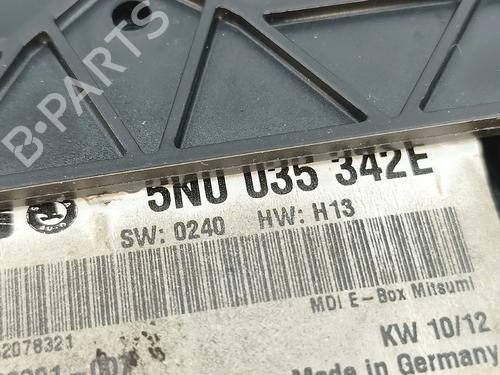 B-PARTS
5N0 035 342E
SW: 0240 HW: H13
MDI E-Box Mitsumi
2078321
KW 10/12
Made in Germany